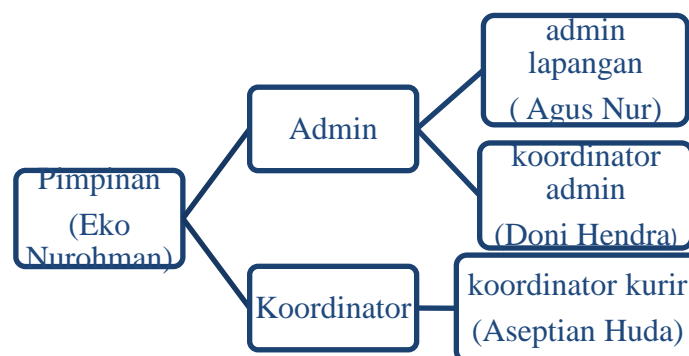 Pimpinan
(Eko
Nurohman)
Admin
admin
lapangan
( Agus Nur)
koordinator
admin
(Doni Hendra)
Koordinator
koordinator kurir
(Aseptian Huda)